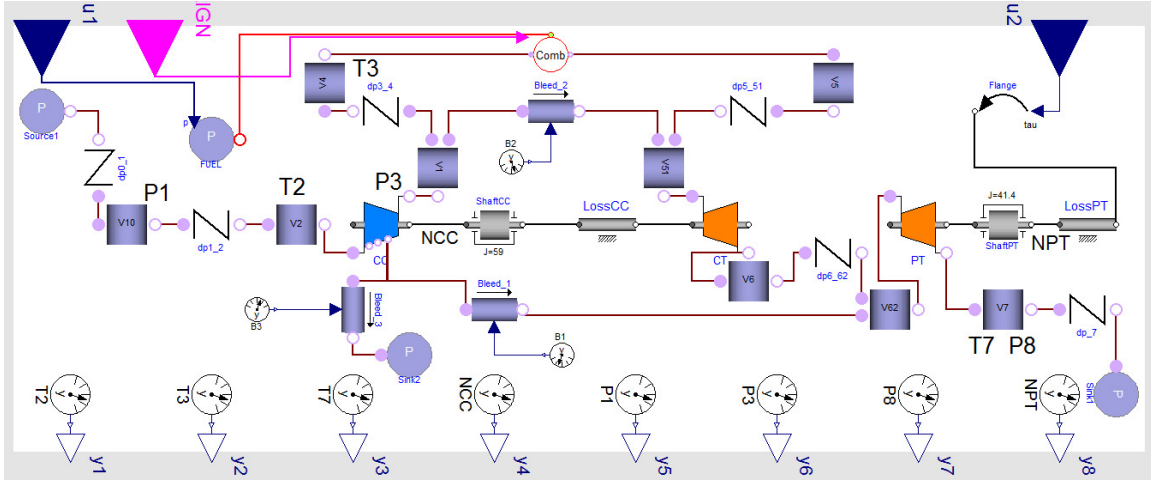 u1
IGN
u2
Comb
V4
T3
dp3_4
Bleed_2
dp5_51
V5
Flange
tau
P
Source1
p
P
FUEL
B2
y
V1
V51
dp0_1
P1
T2
P3
V10
dp1_2
V2
CC
NCC
ShaftCC
J=59
LossCC
CT
V6
dp6_62
PT
J=41.4
ShaftPT
NPT
LossPT
B3
y
Bleed_3
Bleed_1
B1
y
V62
V7
dp_7
T7 P8
P
Sink2
T2
y
T3
y
T7
y
NCC
y
P1
y
P3
y
P8
y
NPT
y
Sink1
P
y1
y2
y3
y4
y5
y6
y7
y8